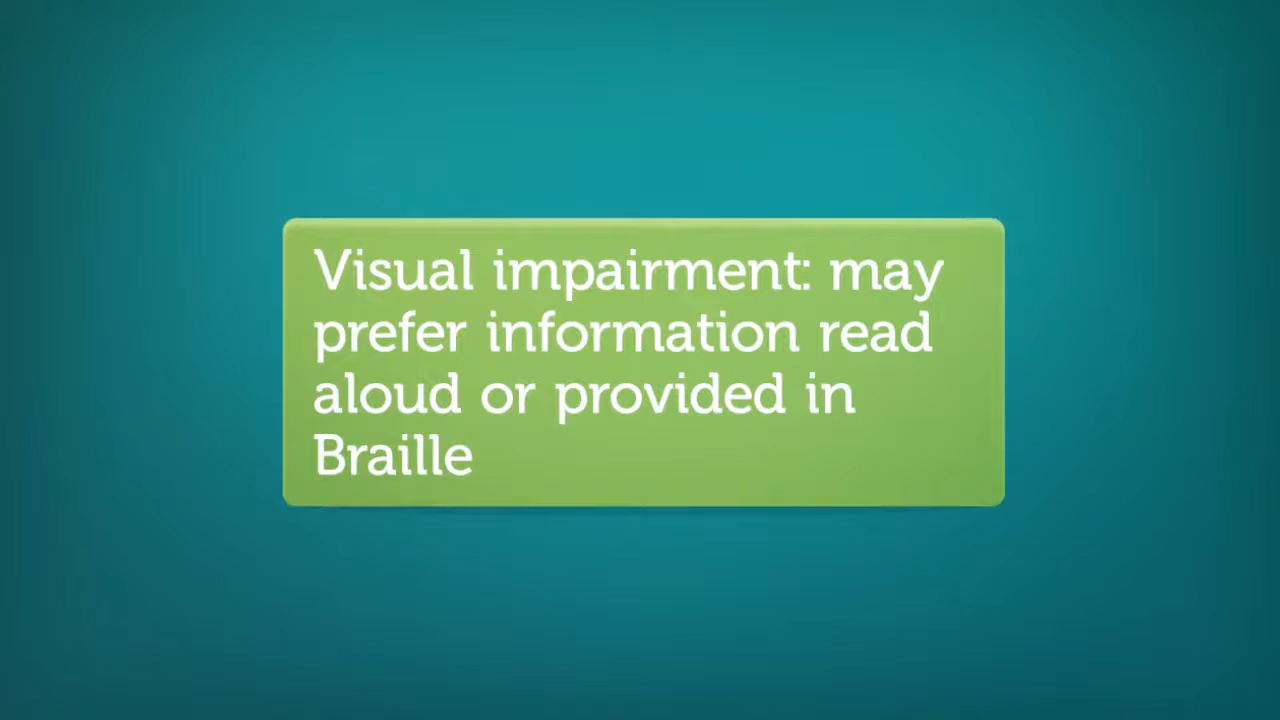 Visual impairment: may
prefer information read
aloud or provided in
Braille